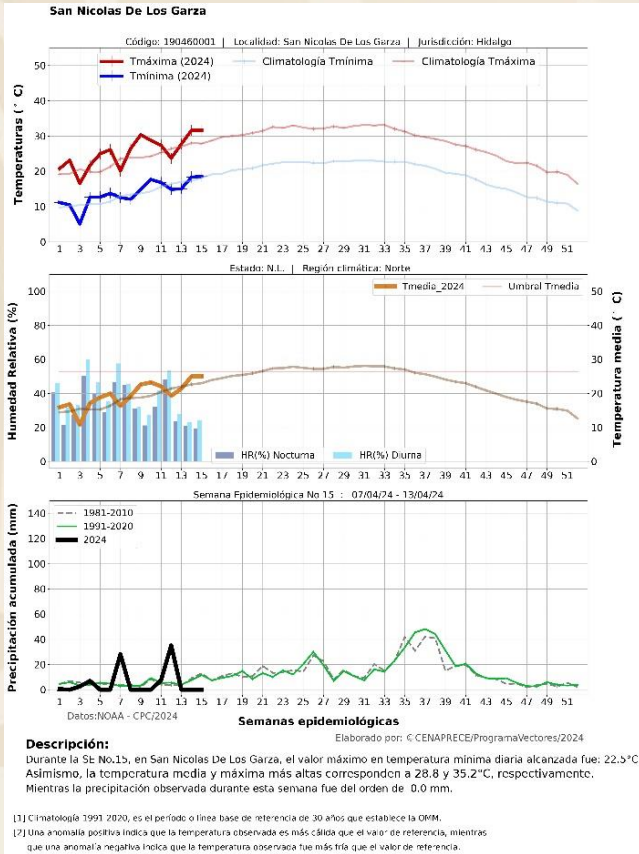 San Nicolas De Los Garza
Código: 190460001 | Localidad: San Nicolas De Los Garza | Jurisdicción: Hidalgo
Tmáxima (2024)
Climatología Tmínima
Climatología Tmáxima
Tmínima (2024)
Temperaturas (° C)
50
40
30
20
10
0
1 3 5 7 9 11 13 15 17 19 21 23 25 27 29 31 33 35 37 39 41 43 45 47 49 51
Estado: N.L. | Región climática: Norte
Tmedia_2024
Umbral Tmedia
Humedad Relativa (%)
100
80
60
40
20
0
Temperatura media (° C)
50
40
30
20
10
0
HR(%) Nocturna
HR(%) Diurna
1 3 5 7 9 11 13 15 17 19 21 23 25 27 29 31 33 35 37 39 41 43 45 47 49 51
Semana Epidemiológica No 15 : 07/04/24 - 13/04/24
1981-2010
1991-2020
2024
Precipitación acumulada (mm)
140
120
100
80
60
40
20
0
1 3 5 7 9 11 13 15 17 19 21 23 25 27 29 31 33 35 37 39 41 43 45 47 49 51
Datos:NOAA - CPC/2024
Semanas epidemiológicas
Elaborado por: © CENAPRECE/ProgramaVectores/2024
Descripción:
Durante la SE No.15, en San Nicolas De Los Garza, el valor máximo en temperatura mínima diaria alcanzada fue: 22.5°C
Asimismo, la temperatura media y máxima más altas corresponden a 28.8 y 35.2°C, respectivamente.
Mientras la precipitación observada durante esta semana fue del orden de 0.0 mm.
[1] Climatología 1991 2020, es el período o línea base de referencia de 30 años que establece la OMM.
[2] Una anomalía positiva indica que la temperatura observada es más cálida que el valor de referencia, mientras
que una anomalía negativa indica que la temperatura observada fue más fría que el valor de referencia.